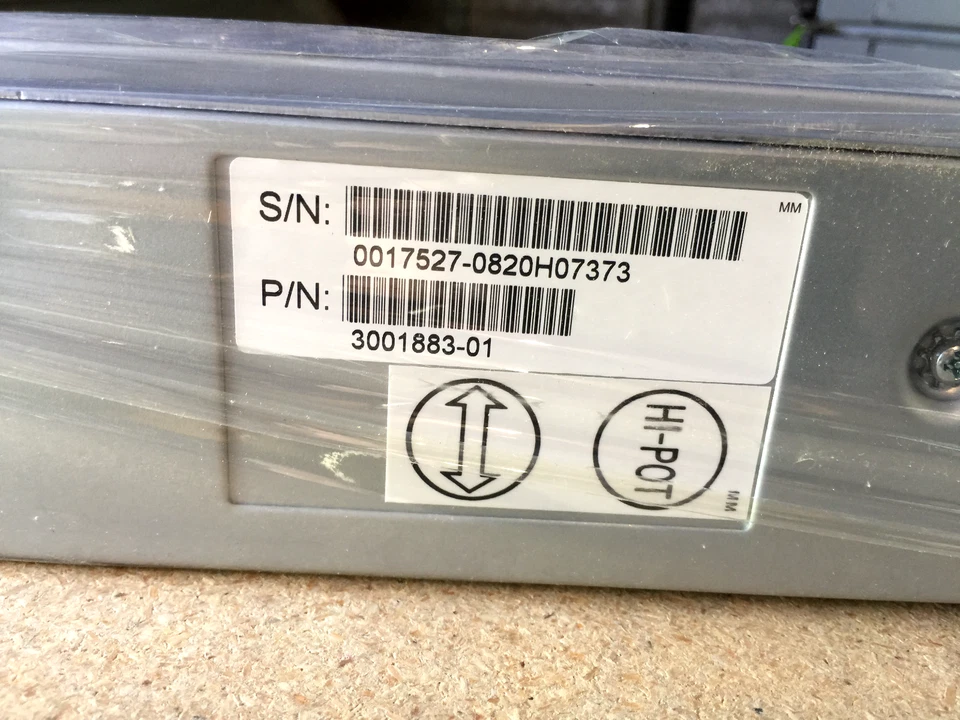 S/N:
MM
0017527-0820H07373
P/N:
3001883-01
HI-POT
MM